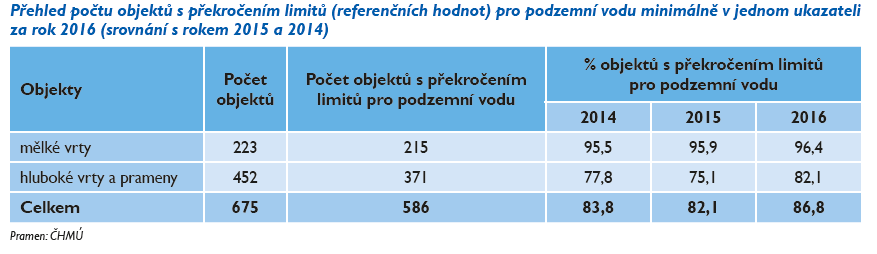 Přehled počtu objektů s překročením limitů (referenčních hodnot) pro podzemní vodu minimálně v jednom ukazateli
za rok 2016 (srovnání s rokem 2015 a 2014)
Objekty
Počet
objektů
Počet objektů s překročením
limitů pro podzemní vodu
% objektů s překročením limitů
pro podzemní vodu
2014 2015 2016
mělké vrty 223 215 95,5 95,9 96,4
hluboké vrty a prameny 452 371 77,8 75,1 82,1
Celkem 675 586 83,8 82,1 86,8
Pramen: ČHMÚ